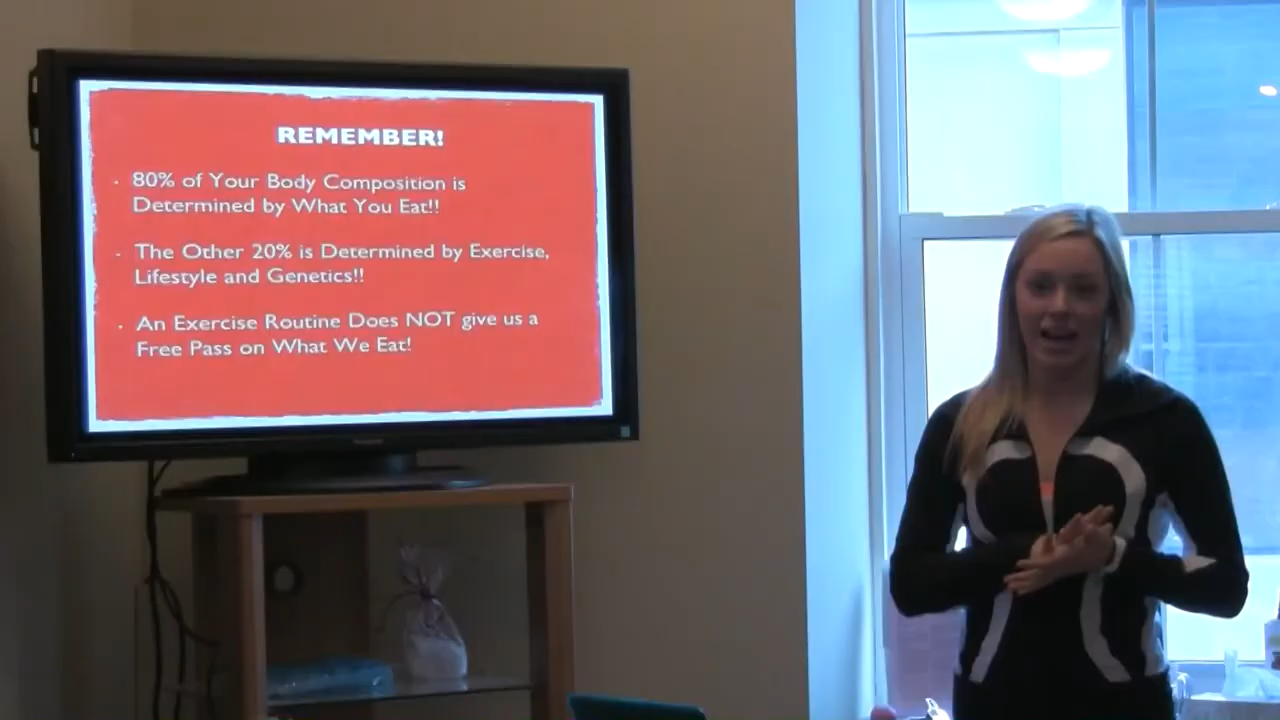 REMEMBER!
· 80% of Your Body Composition is
Determined by What You Eat!!
· The Other 20% is Determined by Exercise,
Lifestyle and Genetics!!
· An Exercise Routine Does NOT give us a
Free Pass on What We Eat!